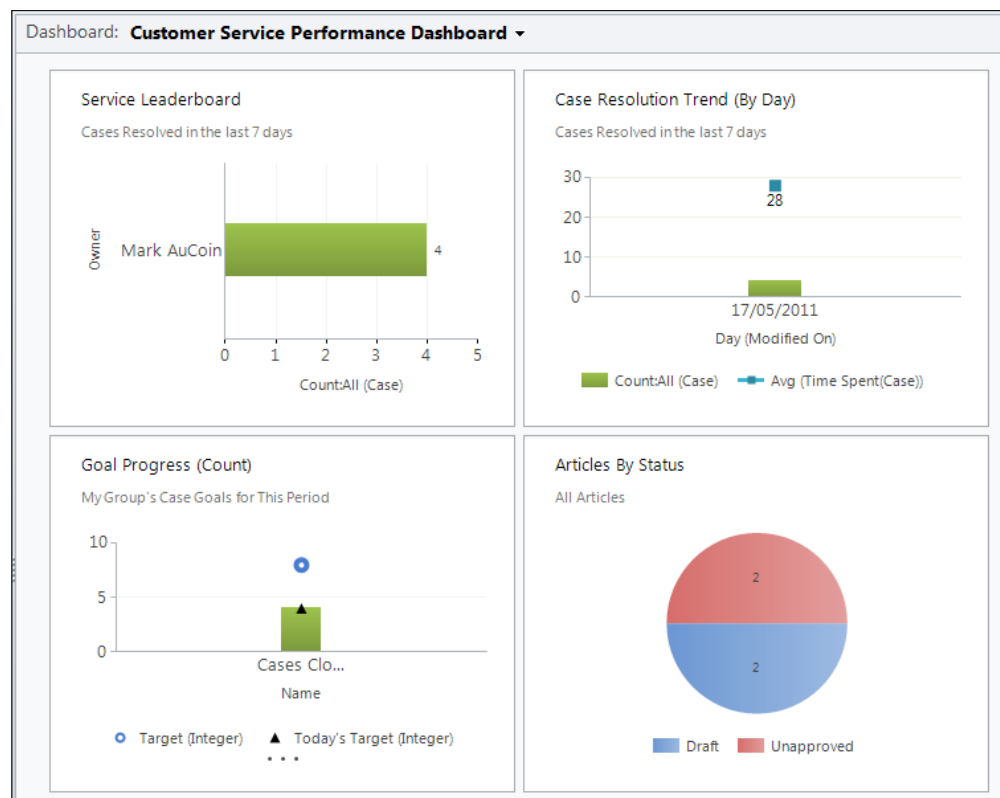 Dashboard: Customer Service Performance Dashboard
Service Leaderboard
Cases Resolved in the last 7 days
Owner
Mark AuCoin
4
0 1 2 3 4 5
Count:All (Case)
Case Resolution Trend (By Day)
Cases Resolved in the last 7 days
30
28
20
10
0
17/05/2011
Day (Modified On)
Count:All (Case) Avg (Time Spent(Case))
Goal Progress (Count)
My Group's Case Goals for This Period
10
5
0
Cases Clo...
Name
Target (Integer) Today's Target (Integer)
• • •
Articles By Status
All Articles
2
2
Draft Unapproved